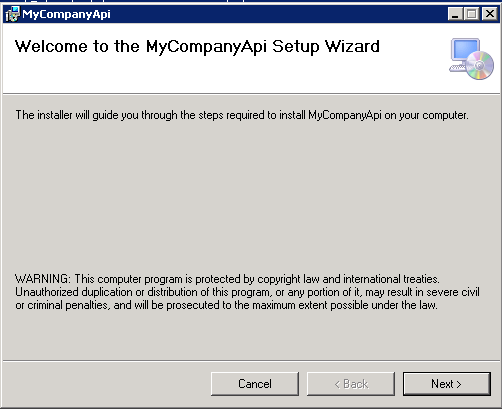 MyCompanyApi
Welcome to the MyCompanyApi Setup Wizard
The installer will guide you through the steps required to install MyCompanyApi on your computer.
WARNING: This computer program is protected by copyright law and international treaties.
Unauthorized duplication or distribution of this program, or any portion of it, may result in severe civil
or criminal penalties, and will be prosecuted to the maximum extent possible under the law.
Cancel
< Back
Next >